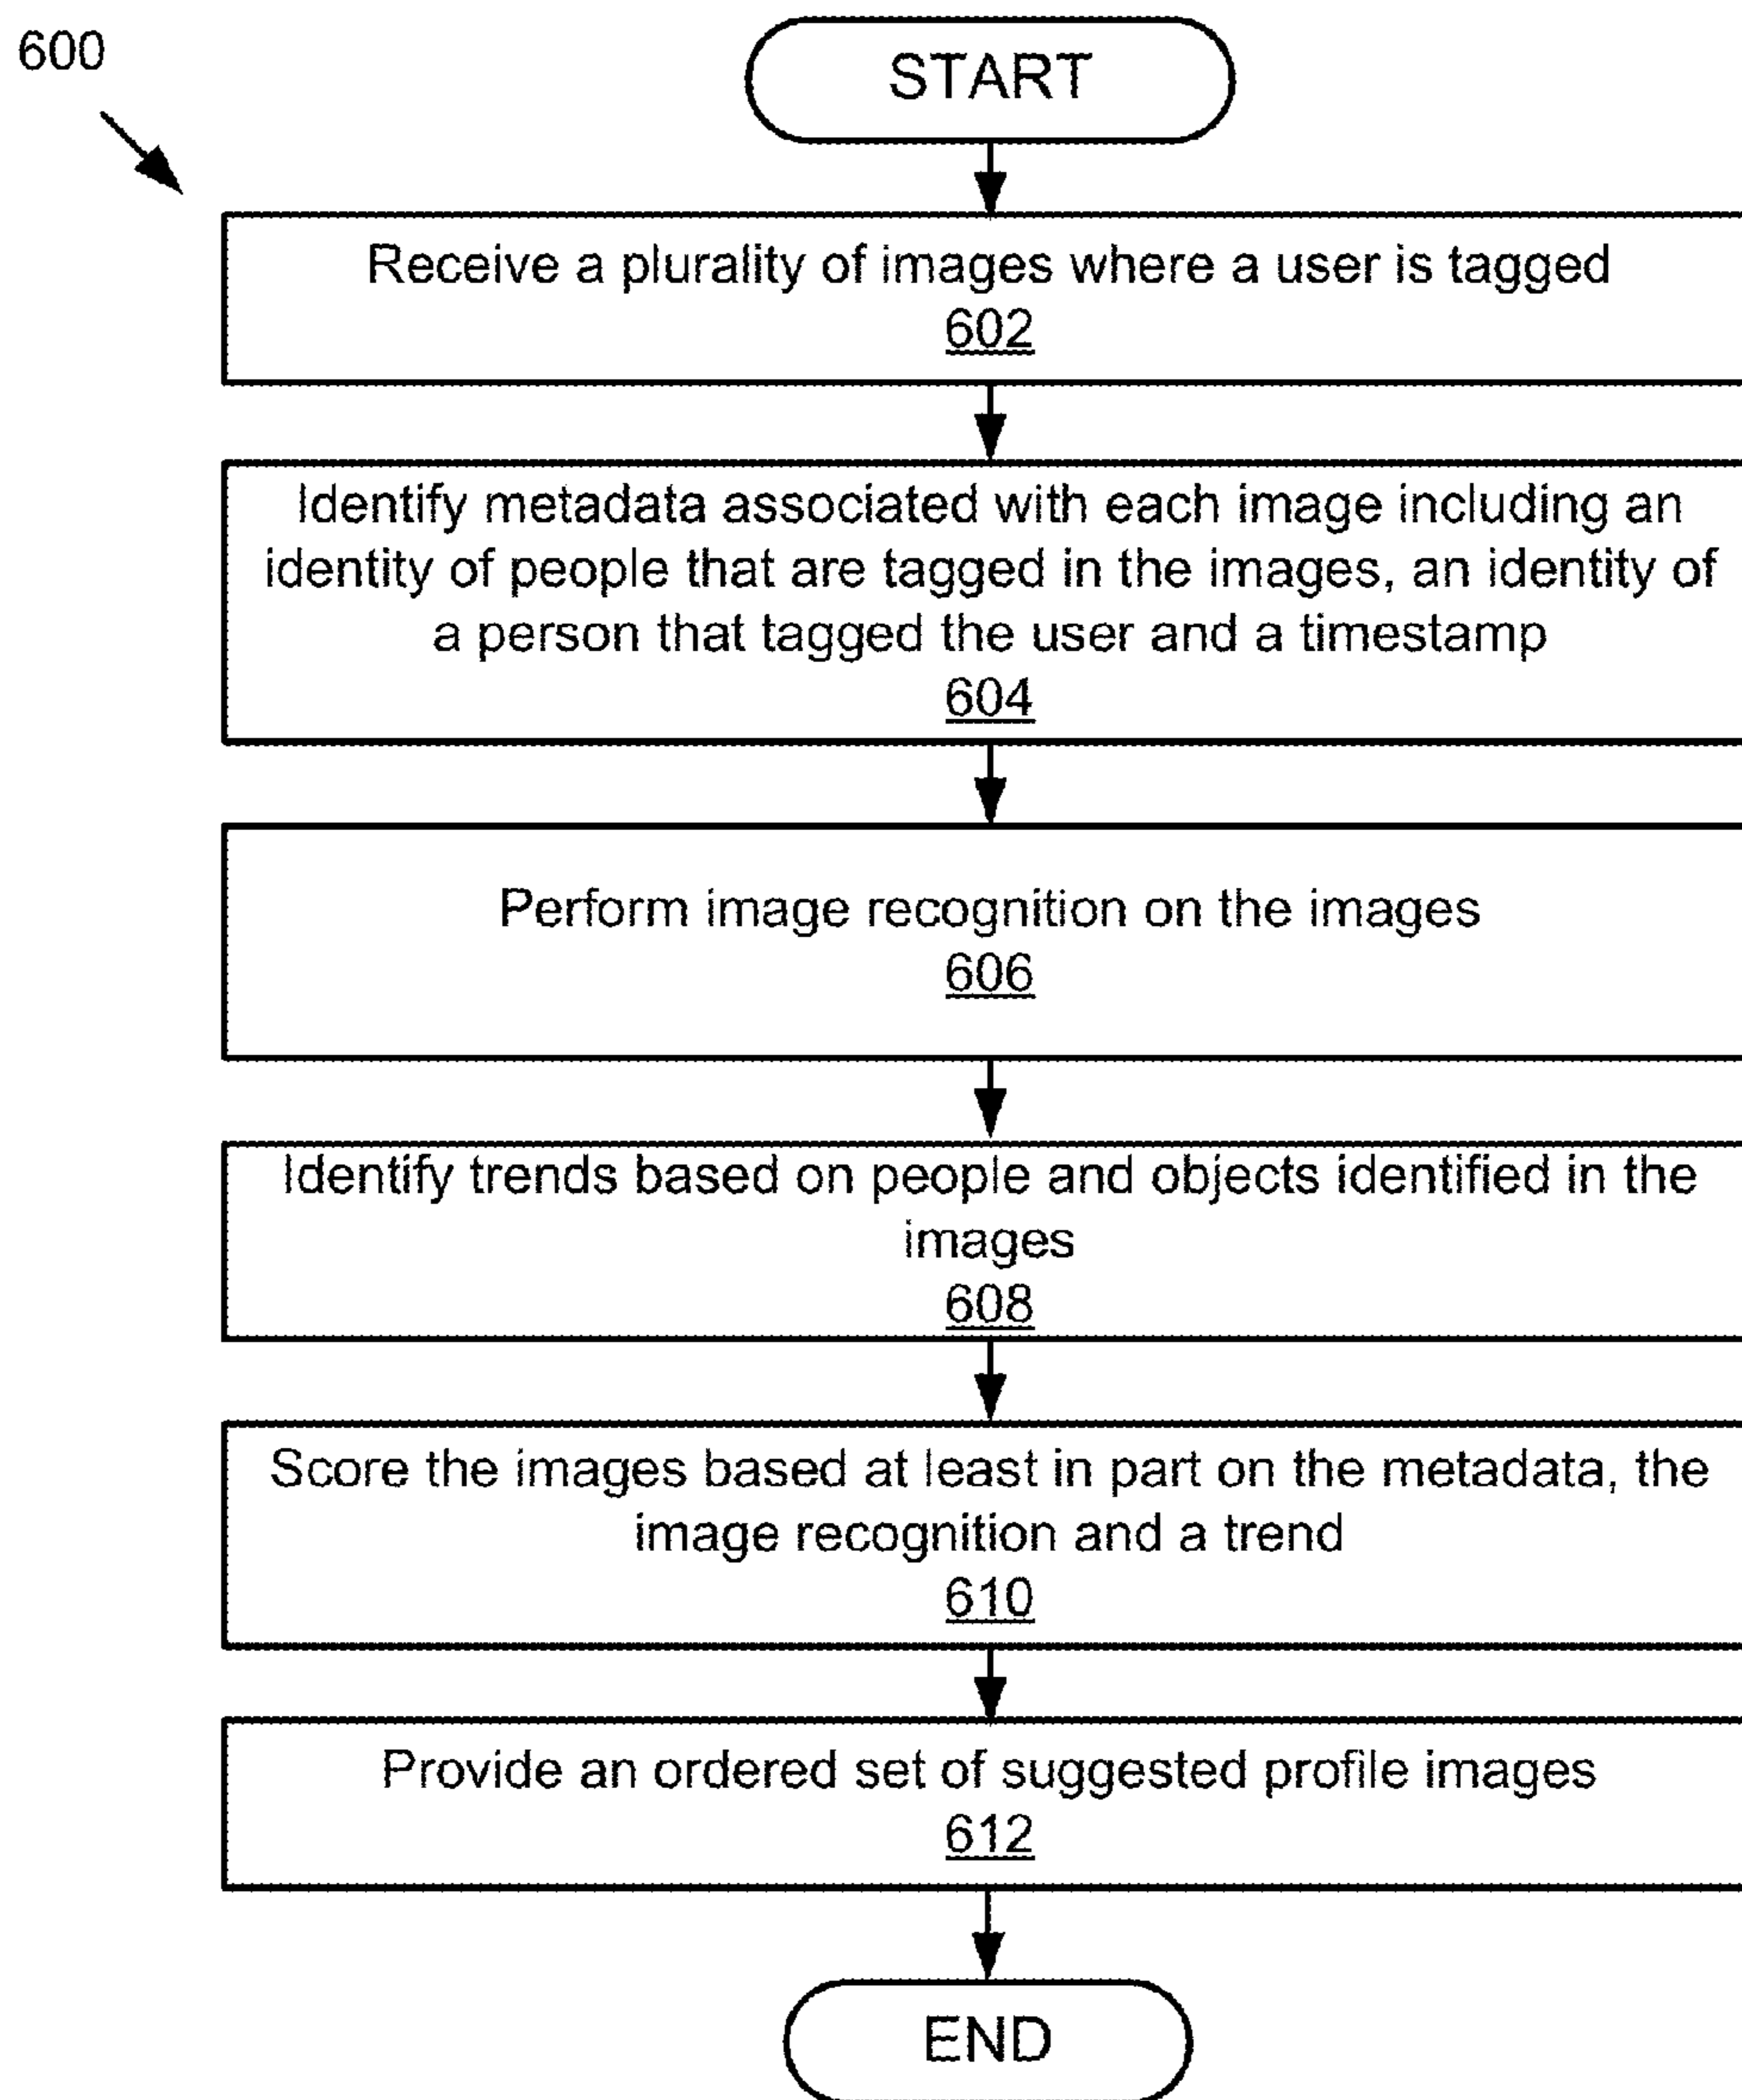 600
START
Receive a plurality of images where a user is tagged
602
Identify metadata associated with each image including an
identity of people that are tagged in the images, an identity of
a person that tagged the user and a timestamp
604
Perform image recognition on the images
606
Identify trends based on people and objects identified in the
images
608
Score the images based at least in part on the metadata, the
image recognition and a trend
610
Provide an ordered set of suggested profile images
612
END